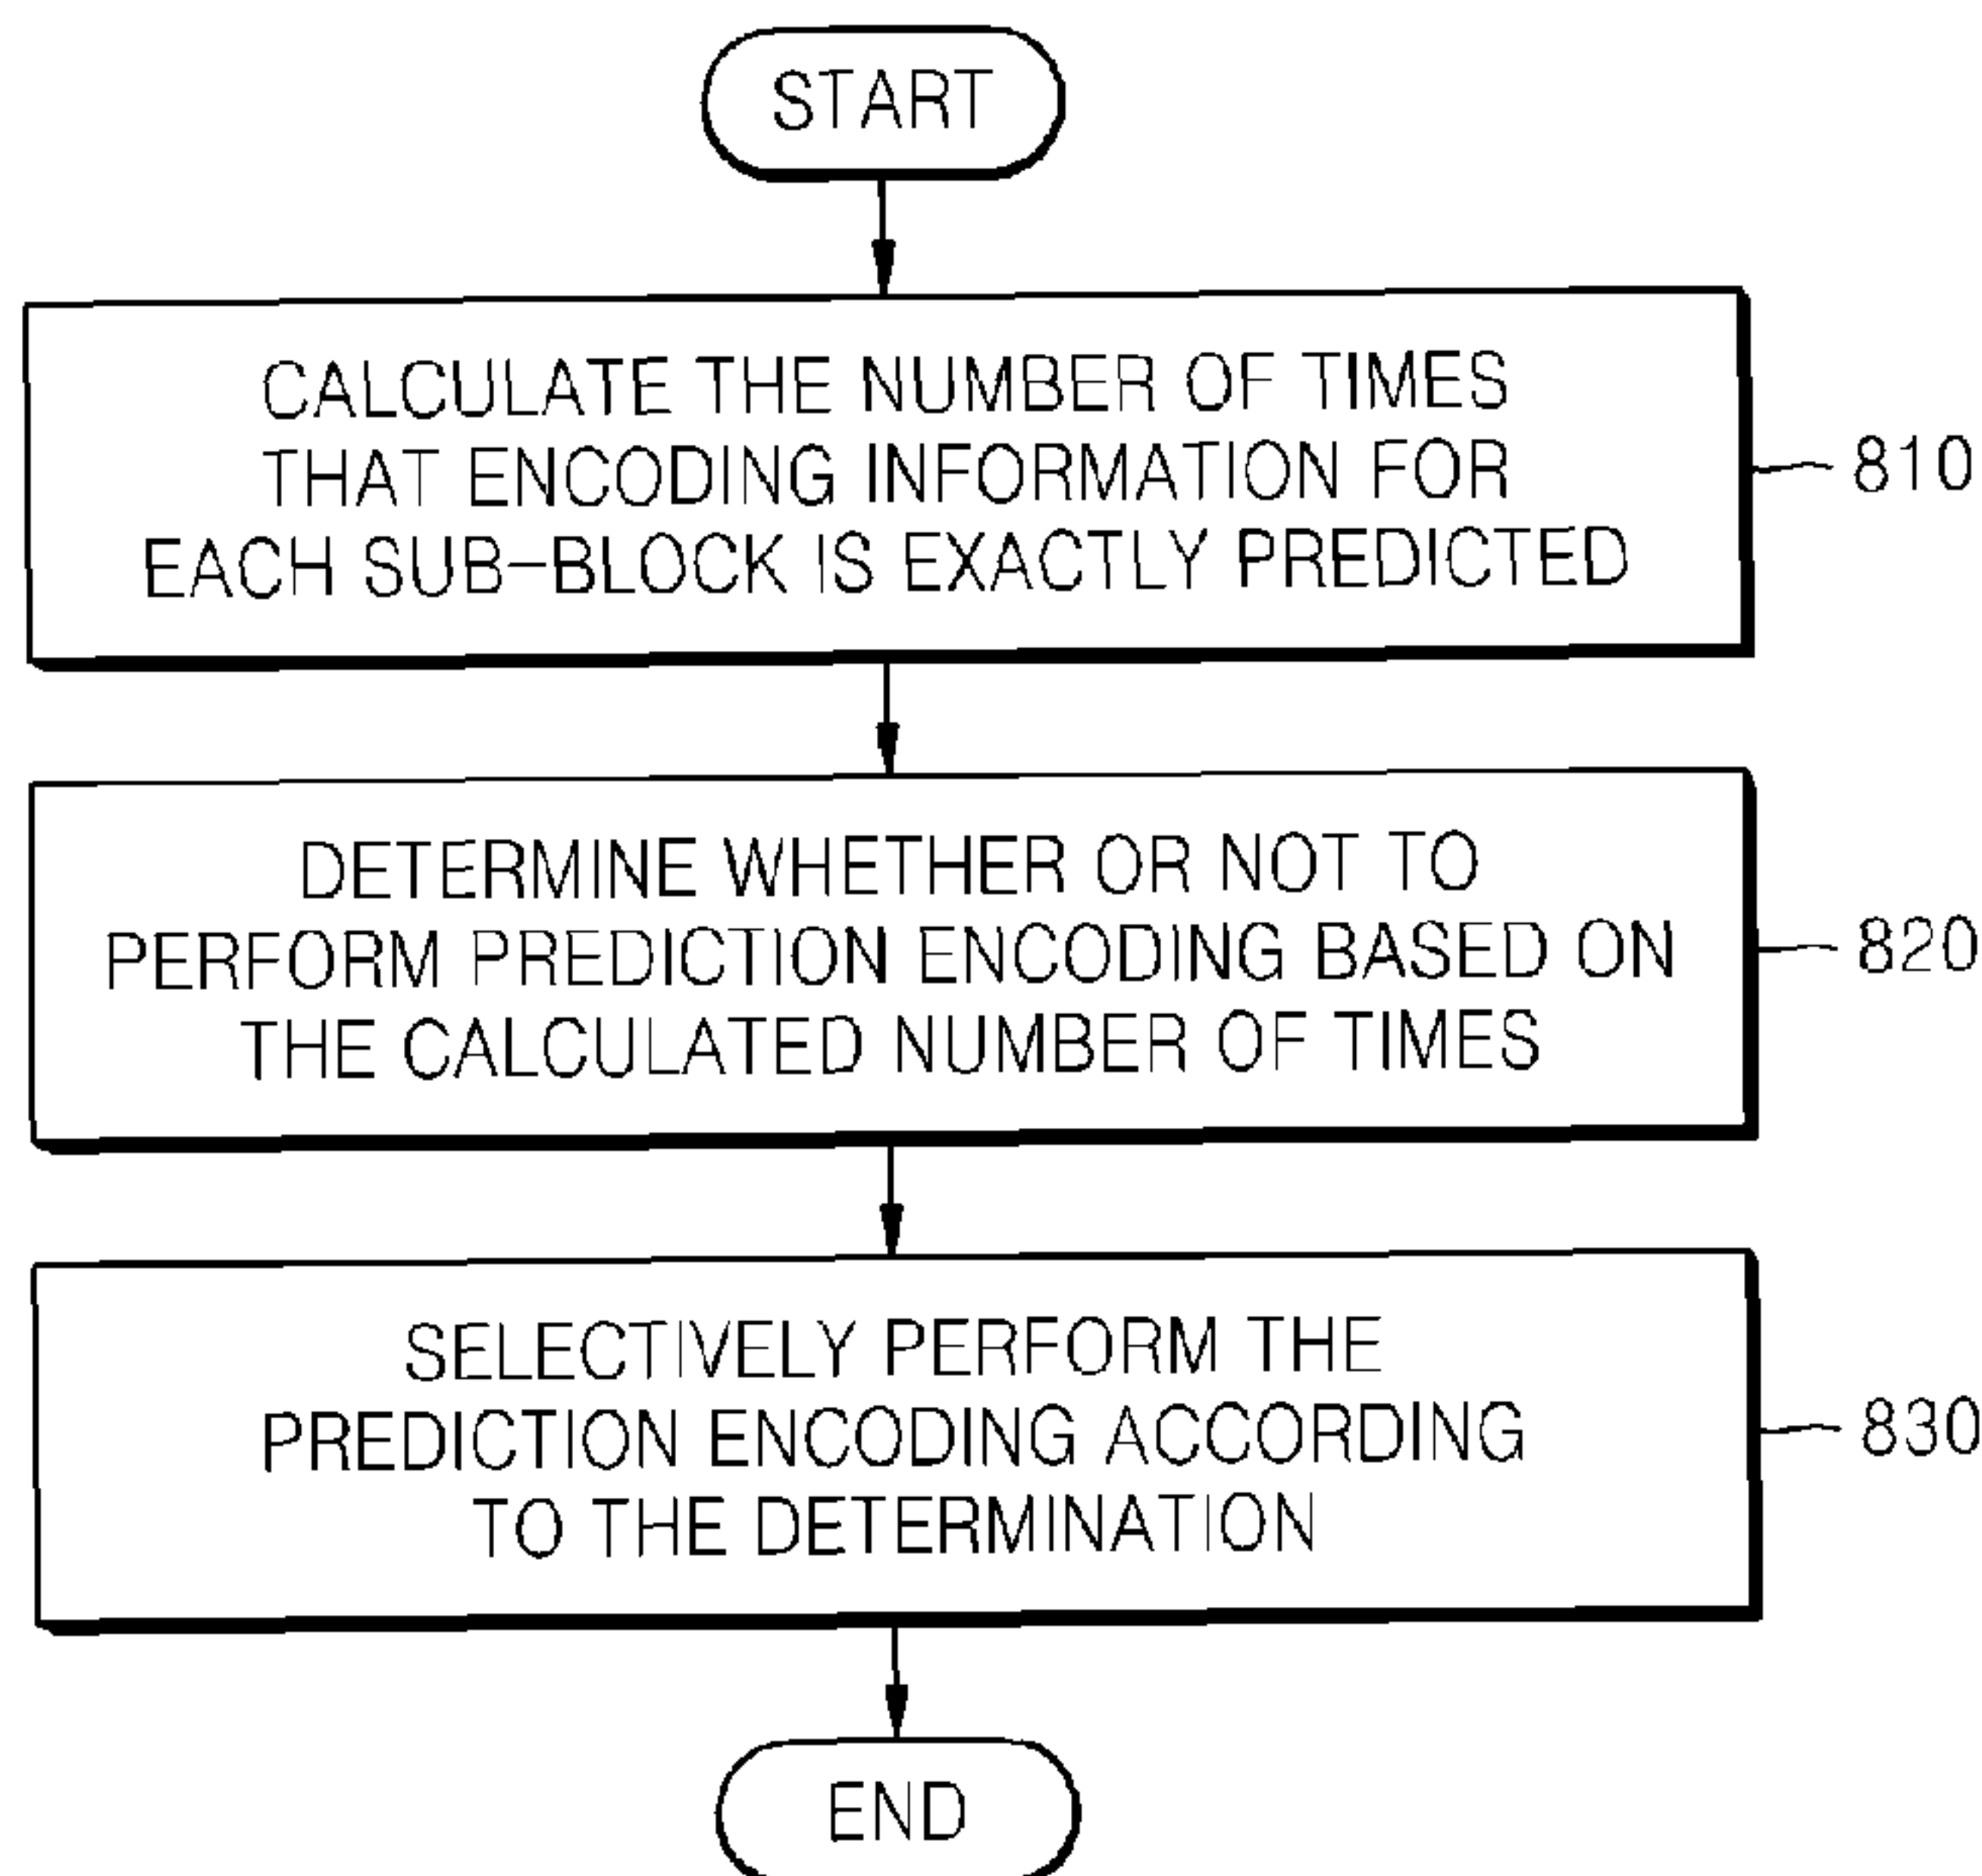 START
CALCULATE THE NUMBER OF TIMES
THAT ENCODING INFORMATION FOR
EACH SUB-BLOCK IS EXACTLY PREDICTED
810
DETERMINE WHETHER OR NOT TO
PERFORM PREDICTION ENCODING BASED ON
THE CALCULATED NUMBER OF TIMES
820
SELECTIVELY PERFORM THE
PREDICTION ENCODING ACCORDING
TO THE DETERMINATION
830
END